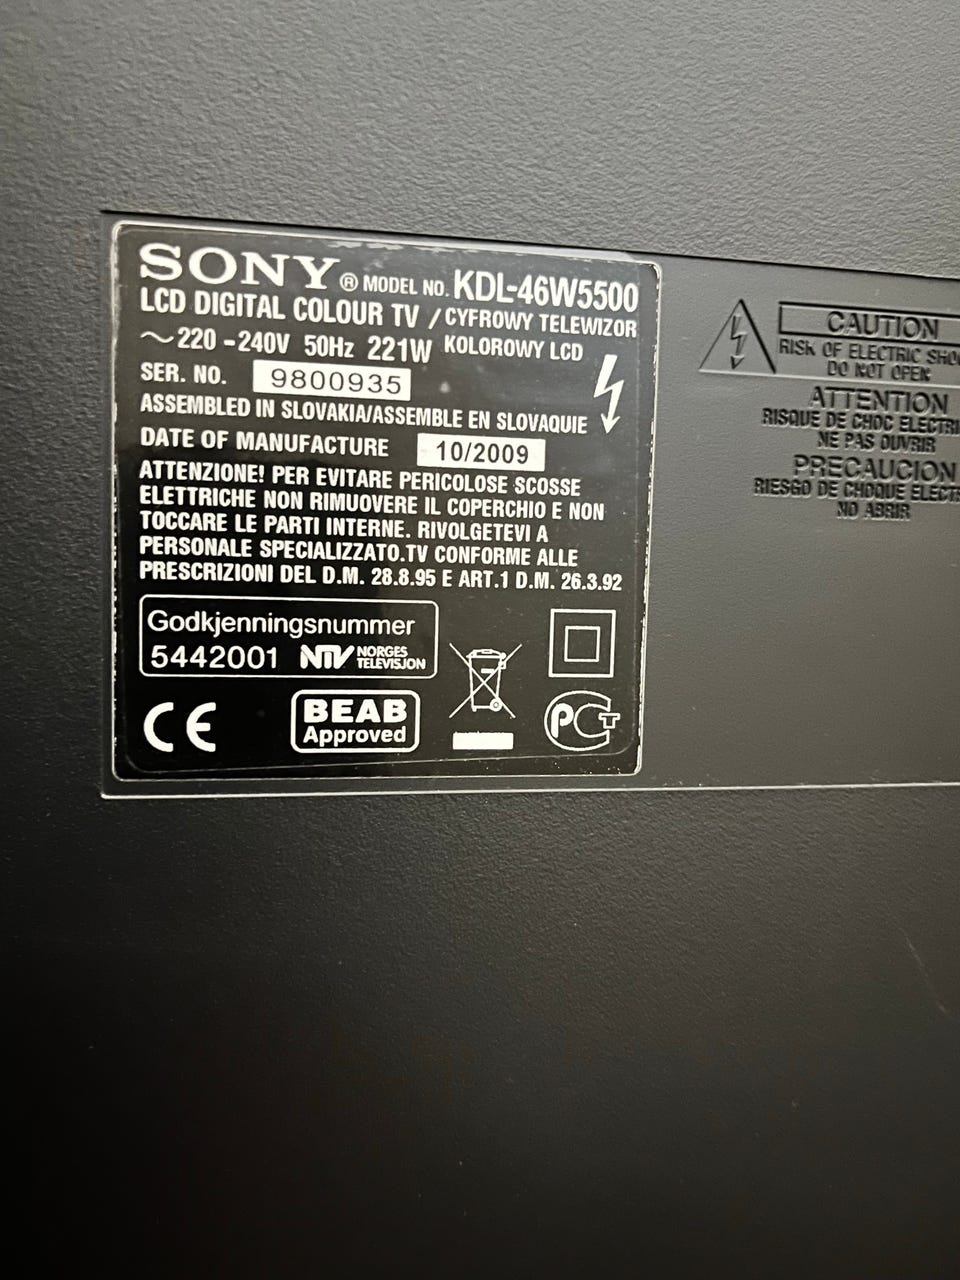 SONY ® MODEL NO. KDL-46W5500
LCD DIGITAL COLOUR TV / CYFROWY TELEWIZOR
~220-240V 50Hz 221W KOLOROWY LCD
SER. NO. 9800935
ASSEMBLED IN SLOVAKIA/ASSEMBLE EN SLOVAQUIE
DATE OF MANUFACTURE 10/2009
ATTENZIONE! PER EVITARE PERICOLOSE SCOSSE
ELETTRICHE NON RIMUOVERE IL COPERCHIO E NON
TOCCARE LE PARTI INTERNE. RIVOLGETEVI A
PERSONALE SPECIALIZZATO.TV CONFORME ALLE
PRESCRIZIONI DEL D.M. 28.8.95 E ART.1 D.M. 26.3.92
Godkjenningsnummer
5442001 NTV NORGES
TELEVISJON
CE
BEAB
Approved
PCT
CAUTION
RISK OF ELECTRIC SHO
DO NOT OPEN
ATTENTION
RISQUE DE CHOC ELECTRI
NE PAS OUVRIR
PRECAUCION
RIESGO DE CHOQUE ELECT
NO ABRIR